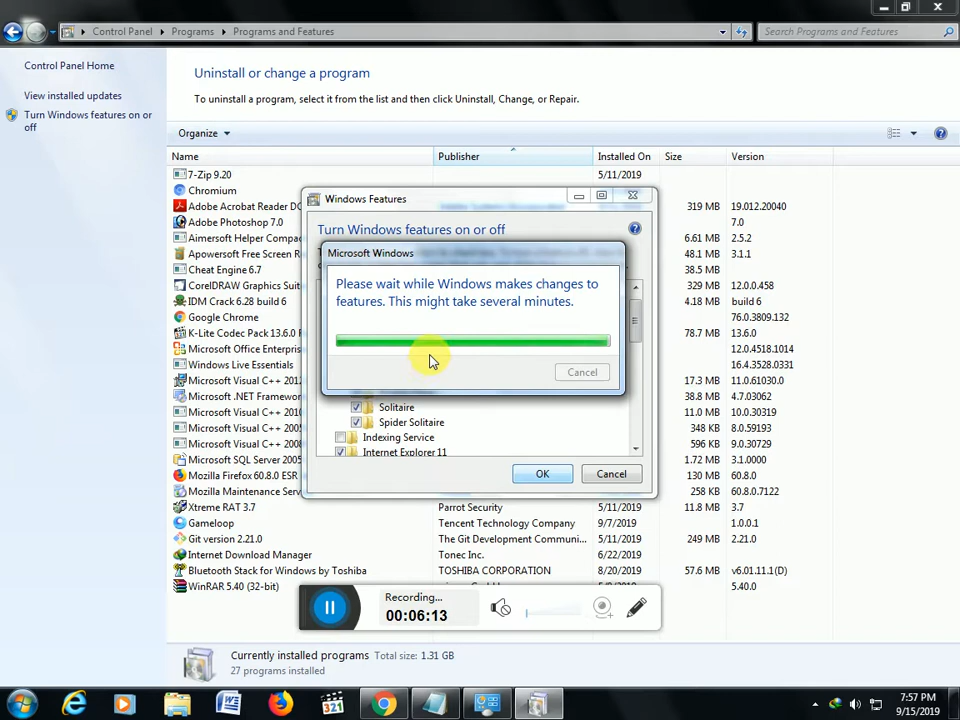 Control Panel Programs Programs and Features
Search Programs and Features
Control Panel Home
View installed updates
Turn Windows features on or
off
Uninstall or change a program
To uninstall a program, select it from the list and then click Uninstall, Change, or Repair.
Organize
Name Publisher Installed On Size Version
7-Zip 9.20 5/11/2019
Chromium
Adobe Acrobat Reader DC 319 MB 19.012.20040
Adobe Photoshop 7.0 7.0
Aimersoft Helper Compac 6.61 MB 2.5.2
Apowersoft Free Screen R 48.1 MB 3.1.1
Cheat Engine 6.7 38.5 MB
CorelDRAW Graphics Suite 329 MB 12.0.0.458
IDM Crack 6.28 build 6 4.18 MB build 6
Google Chrome 76.0.3809.132
K-Lite Codec Pack 13.6.0 78.7 MB 13.6.0
Microsoft Office Enterpris 12.0.4518.1014
Windows Live Essentials 16.4.3528.0331
Microsoft Visual C++ 2012 17.3 MB 11.0.61030.0
Microsoft .NET Framewor 38.8 MB 4.7.03062
Microsoft Visual C++ 11.0 MB 10.0.30319
Microsoft Visual C++ 2008 348 KB 8.0.59193
Microsoft Visual C++ 2008 596 KB 9.0.30729
Microsoft SQL Server 2005 1.72 MB 3.1.0000
Mozilla Firefox 60.8.0 ESR 130 MB 60.8.0
Mozilla Maintenance Serv 258 KB 60.8.0.7122
Xtreme RAT 3.7 Parrot Security 5/11/2019 11.8 MB 3.7
Gameloop Tencent Technology Company 9/7/2019 1.0.0.1
Git version 2.21.0 The Git Development Communi... 5/11/2019 249 MB 2.21.0
Internet Download Manager Tonec Inc. 6/22/2019
Bluetooth Stack for Windows by Toshiba TOSHIBA CORPORATION 8/20/2019 57.6 MB v6.01.11.1(D)
WinRAR 5.40 (32-bit) 5.40.0
Windows Features
Turn Windows features on or off
Microsoft Windows
Please wait while Windows makes changes to
features. This might take several minutes.
Cancel
Solitaire
Spider Solitaire
Indexing Service
Internet Explorer 11
OK Cancel
Recording...
00:06:13
Currently installed programs Total size: 1.31 GB
27 programs installed
321
7:57 PM
9/15/2019